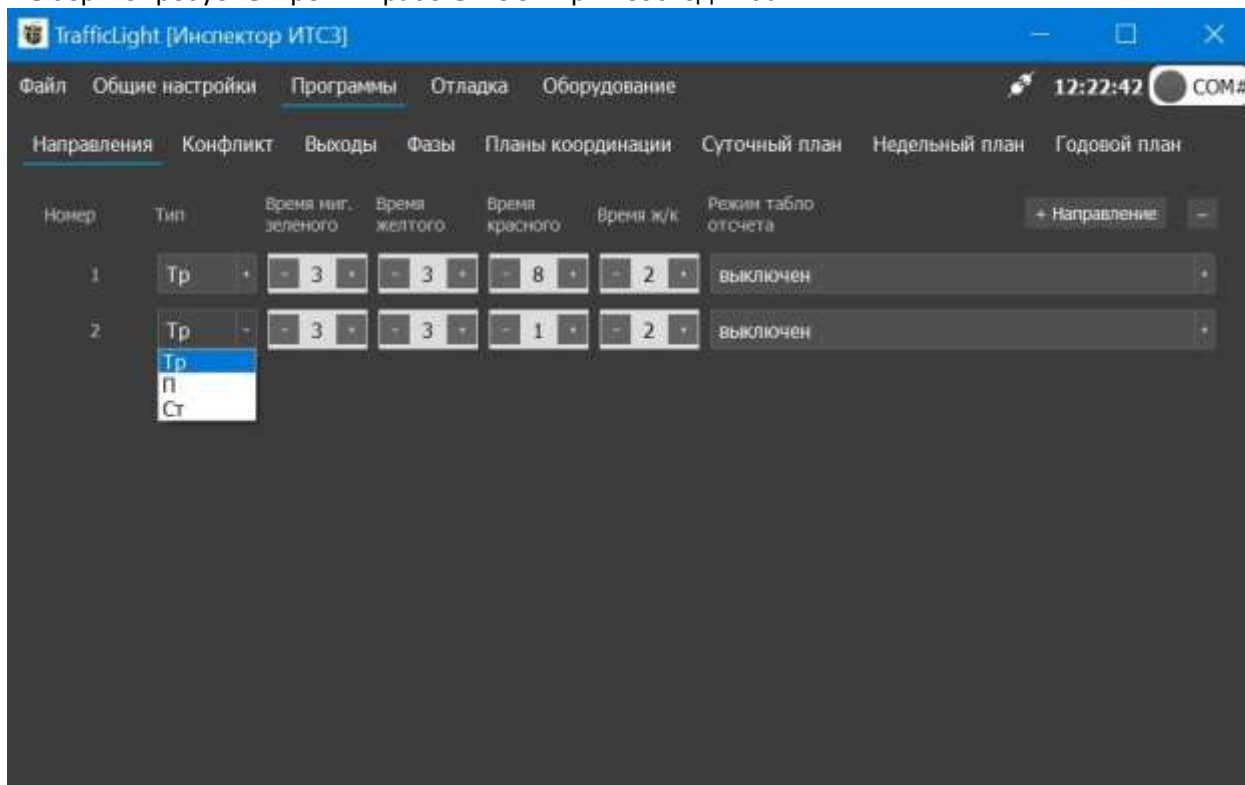 TrafficLight [Инспектор ИТС3]
Файл Общие настройки Программы Отладка Оборудование 12:22:42 COM#
Направления Конфликт Выходы Фазы Планы координации Суточный план Недельный план Годовой план
Номер Тип Время миг. зеленого Время желтого Время красного Время ж/к Режим табло отсчета + Направление -
1 Тр - 3 + - 3 + - 8 + - 2 + выключен
2 Тр - 3 + - 3 + - 1 + - 2 + выключен
Тр
П
Ст